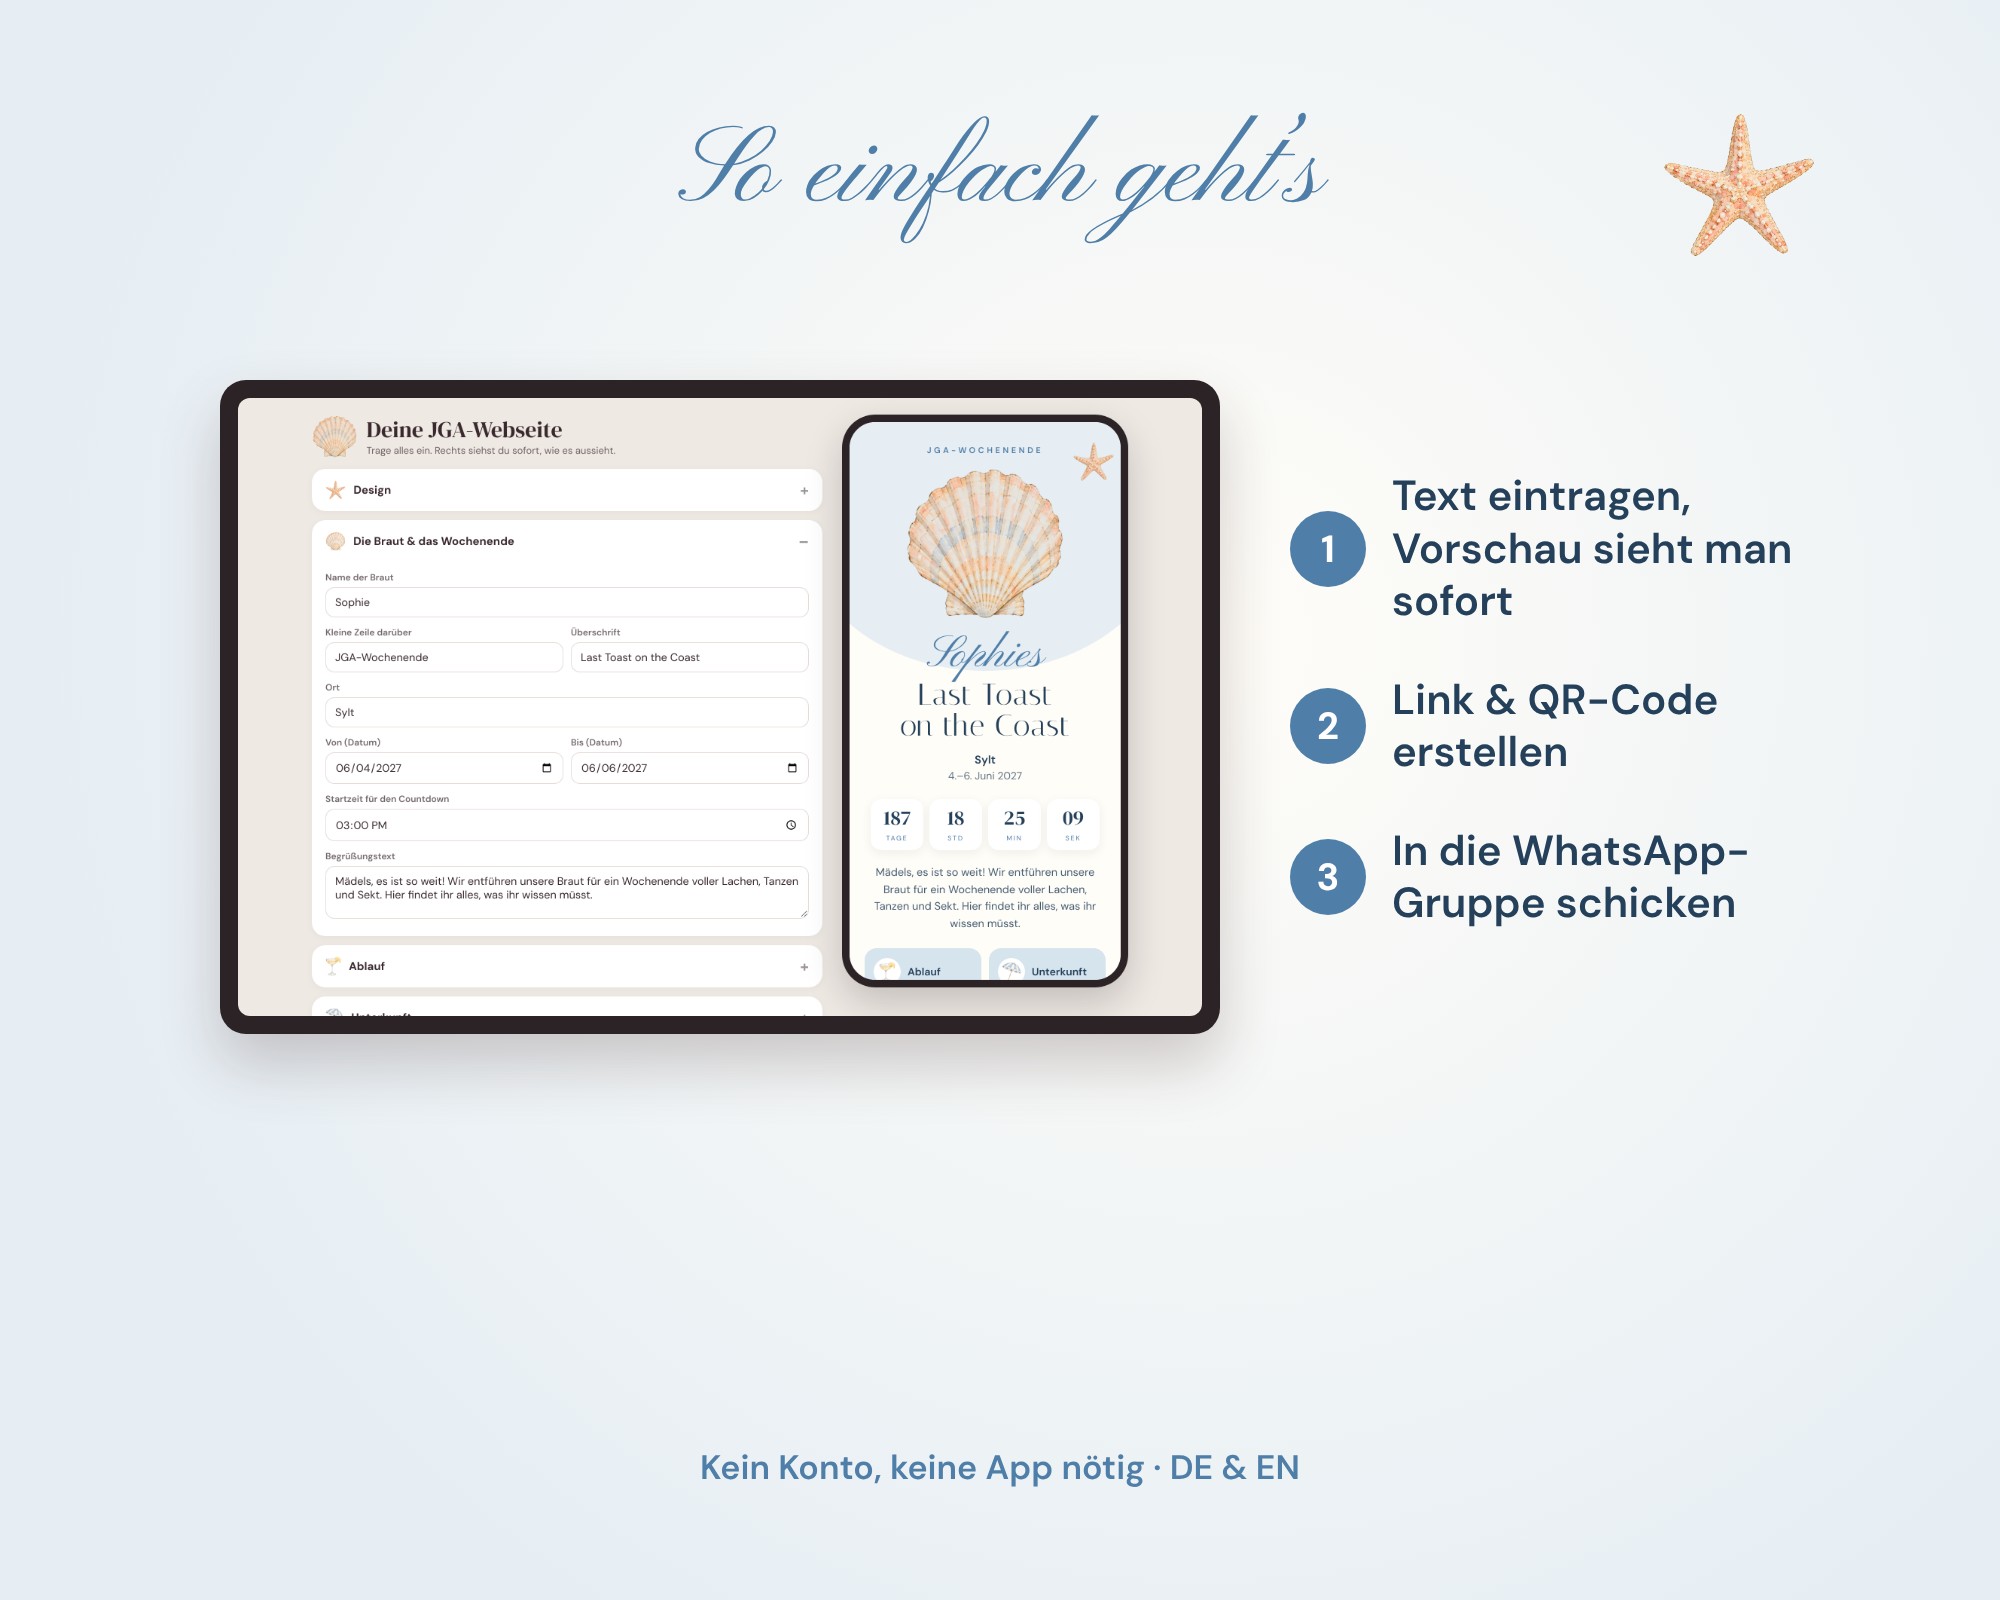 So einfach geht's
Deine JGA-Webseite
Trage alles ein. Rechts siehst du sofort, wie es aussieht.
Design
Die Braut & das Wochenende
Name der Braut
Sophie
Kleine Zeile darüber
Überschrift
JGA-Wochenende
Last Toast on the Coast
Ort
Sylt
Von (Datum)
Bis (Datum)
06/04/2027
06/06/2027
Startzeit für den Countdown
03:00 PM
Begrüßungstext
Mädels, es ist so weit! Wir entführen unsere Braut für ein Wochenende voller Lachen, Tanzen
und Sekt. Hier findet ihr alles, was ihr wissen müsst.
Ablauf
Unterkunft
JGA-WOCHENENDE
Sophies
Last Toast
on the Coast
Sylt
4.–6. Juni 2027
187 18 25 09
TAGE STD MIN SEK
Mädels, es ist so weit! Wir entführen unsere
Braut für ein Wochenende voller Lachen,
Tanzen und Sekt. Hier findet ihr alles, was ihr
wissen müsst.
Ablauf
Unterkunft
1
Text eintragen,
Vorschau sieht man
sofort
2
Link & QR-Code
erstellen
3
In die WhatsApp-
Gruppe schicken
Kein Konto, keine App nötig · DE & EN